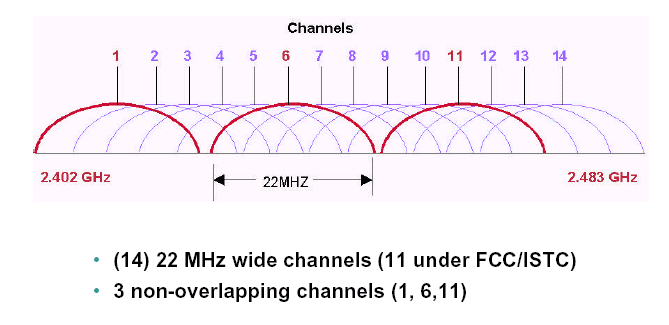 Channels
1 2 3 4 5 6 7 8 9 10 11 12 13 14
2.402 GHz 22MHZ 2.483 GHz
• (14) 22 MHz wide channels (11 under FCC/ISTC)
• 3 non-overlapping channels (1, 6,11)